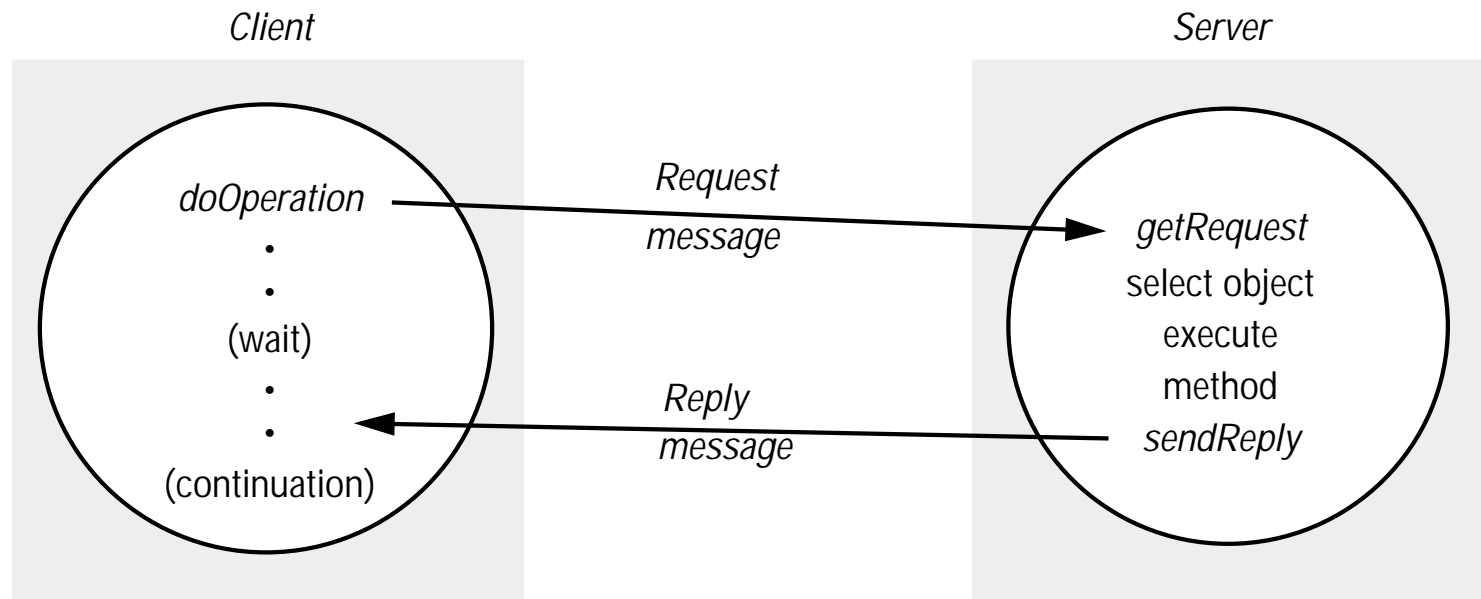 Client
Server
doOperation
.
.
(wait)
.
.
(continuation)
Request
message
Reply
message
getRequest
select object
execute
method
sendReply